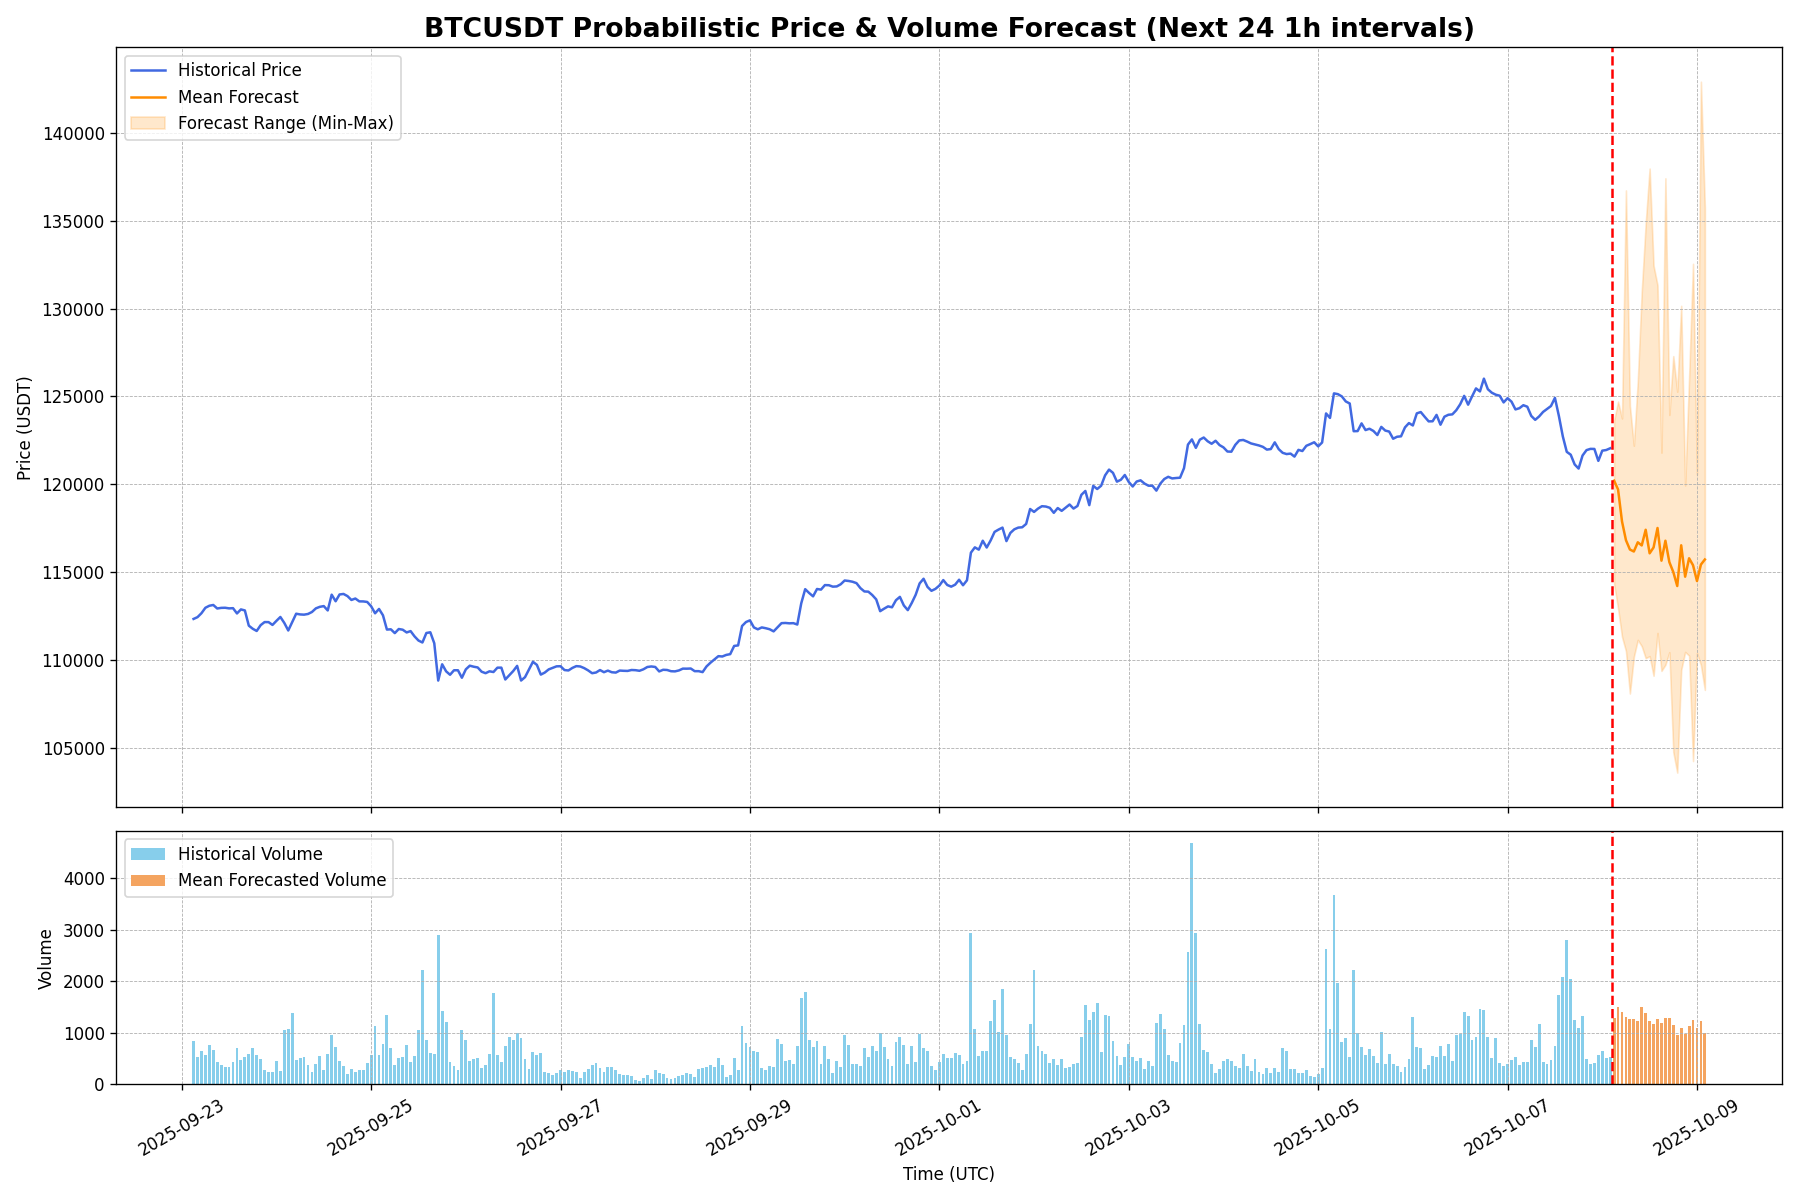 BTCUSDT Probabilistic Price & Volume Forecast (Next 24 1h intervals)
Historical Price
Mean Forecast
Forecast Range (Min-Max)
140000
135000
130000
125000
120000
115000
110000
105000
Price (USDT)
Historical Volume
Mean Forecasted Volume
4000
3000
2000
1000
0
Volume
2025-09-23
2025-09-25
2025-09-27
2025-09-29
2025-10-01
2025-10-03
2025-10-05
2025-10-07
2025-10-09
Time (UTC)